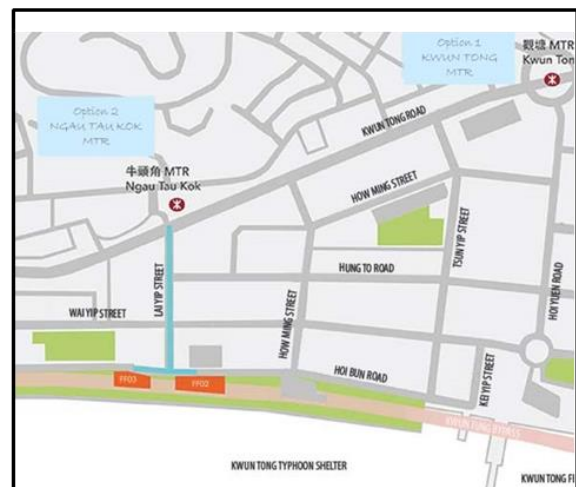 Option 1
KWUN TONG
MTR
觀塘 MTR
Kwun Ton
Option 2
NGAU TAU KOK
MTR
牛頭角 MTR
Ngau Tau Kok
KWUN TONG ROAD
HOW MING STREET
TSUN YIP STREET
HUNG TO ROAD
HOI YUEN ROAD
LAI YIP STREET
WAI YIP STREET
HOW MING STREET
HOI BUN ROAD
KEI YIP STREET
FF03
FF02
KWUN TONG BYPASS
KWUN TONG TYPHOON SHELTER
KWUN TONG FE